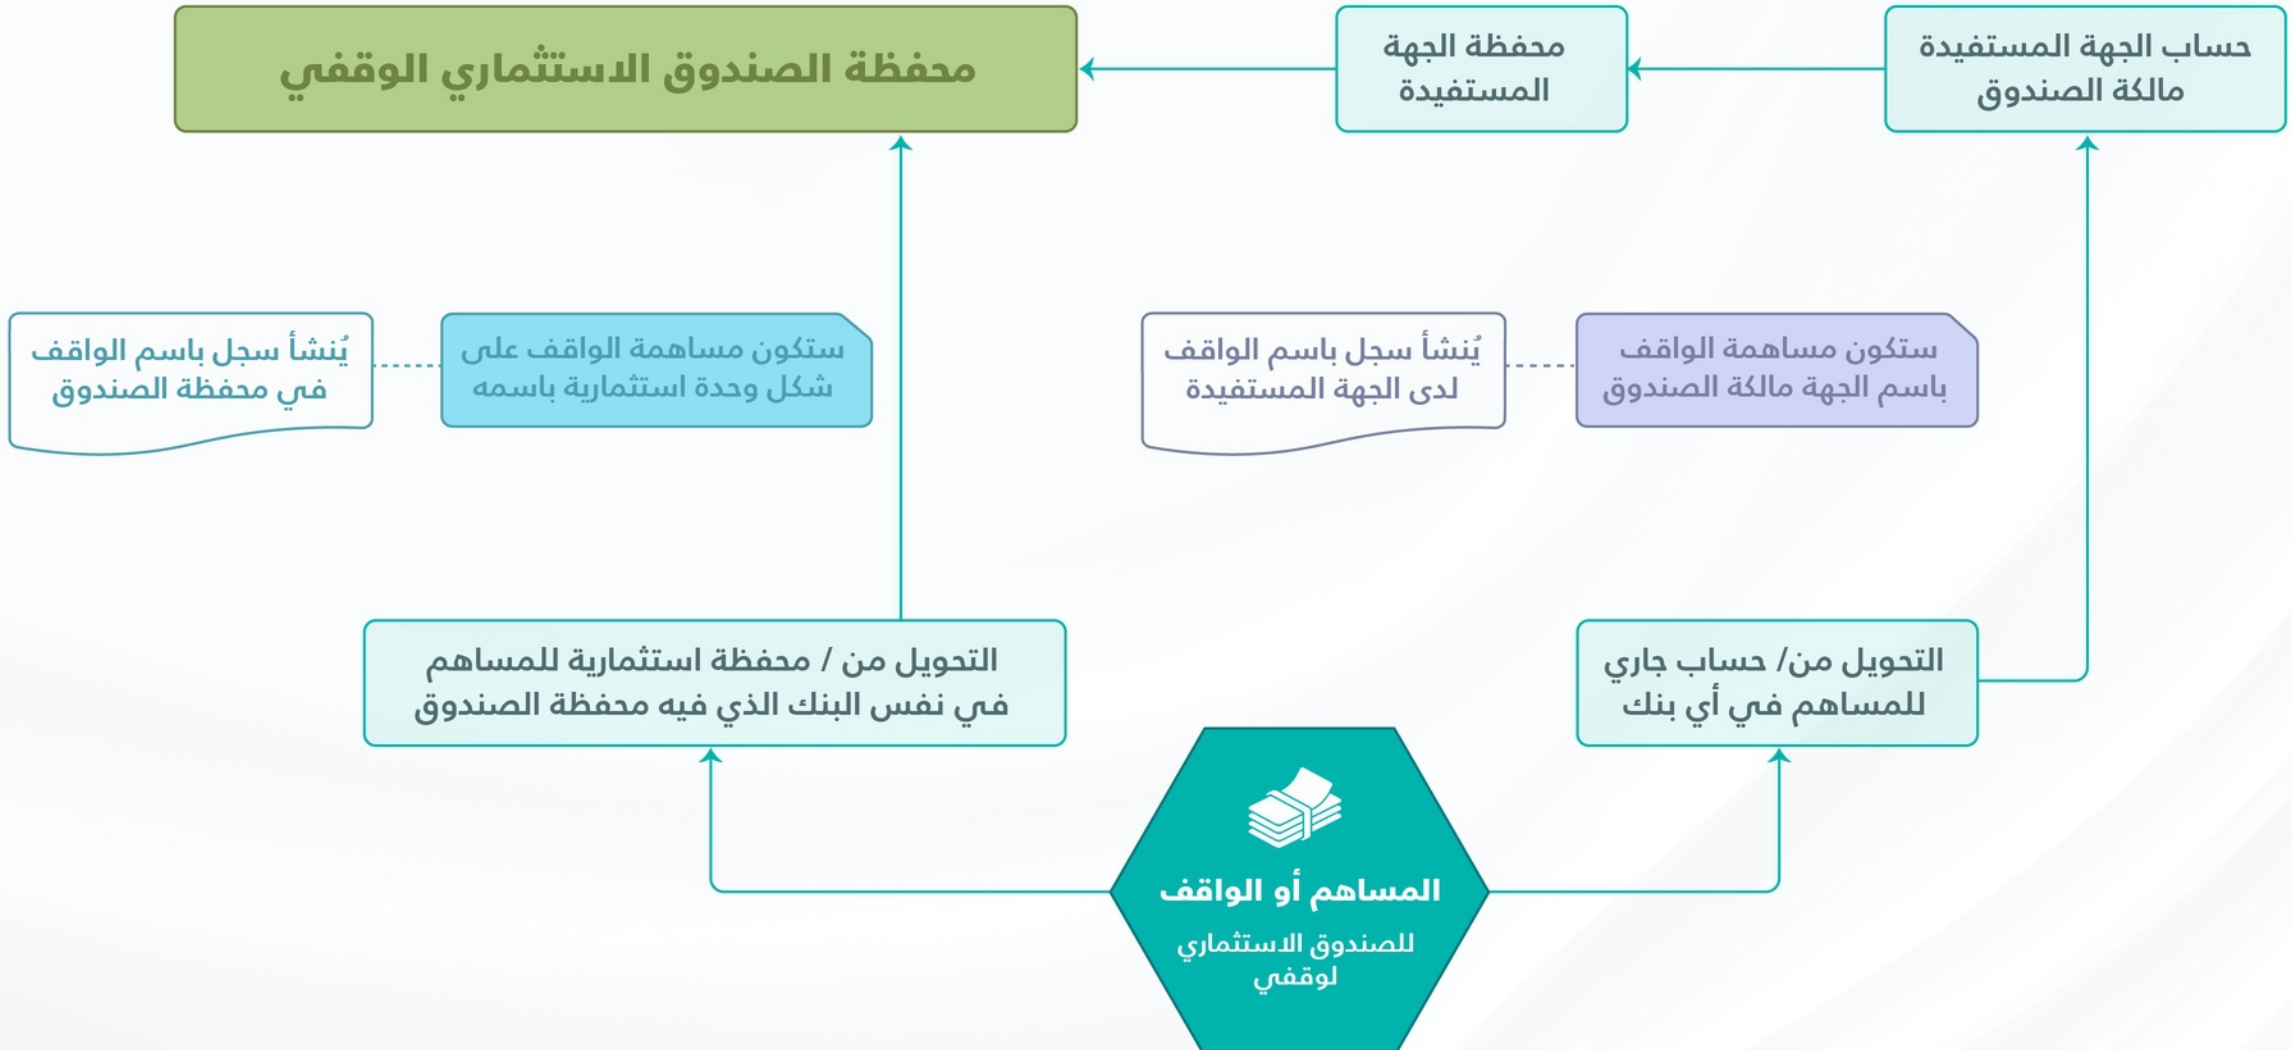 حساب الجهة المستفيدة
مالكة الصندوق
محفظة الجهة
المستفيدة
محفظة الصندوق الاستثماري الوقفي
ستكون مساهمة الواقف
باسم الجهة مالكة الصندوق
يُنشأ سجل باسم الواقف
لدى الجهة المستفيدة
ستكون مساهمة الواقف على
شكل وحدة استثمارية باسمه
يُنشأ سجل باسم الواقف
في محفظة الصندوق
التحويل من/ حساب جاري
للمساهم في أي بنك
التحويل من / محفظة استثمارية للمساهم
في نفس البنك الذي فيه محفظة الصندوق
المساهم أو الواقف
للصندوق الاستثماري
لوقفي